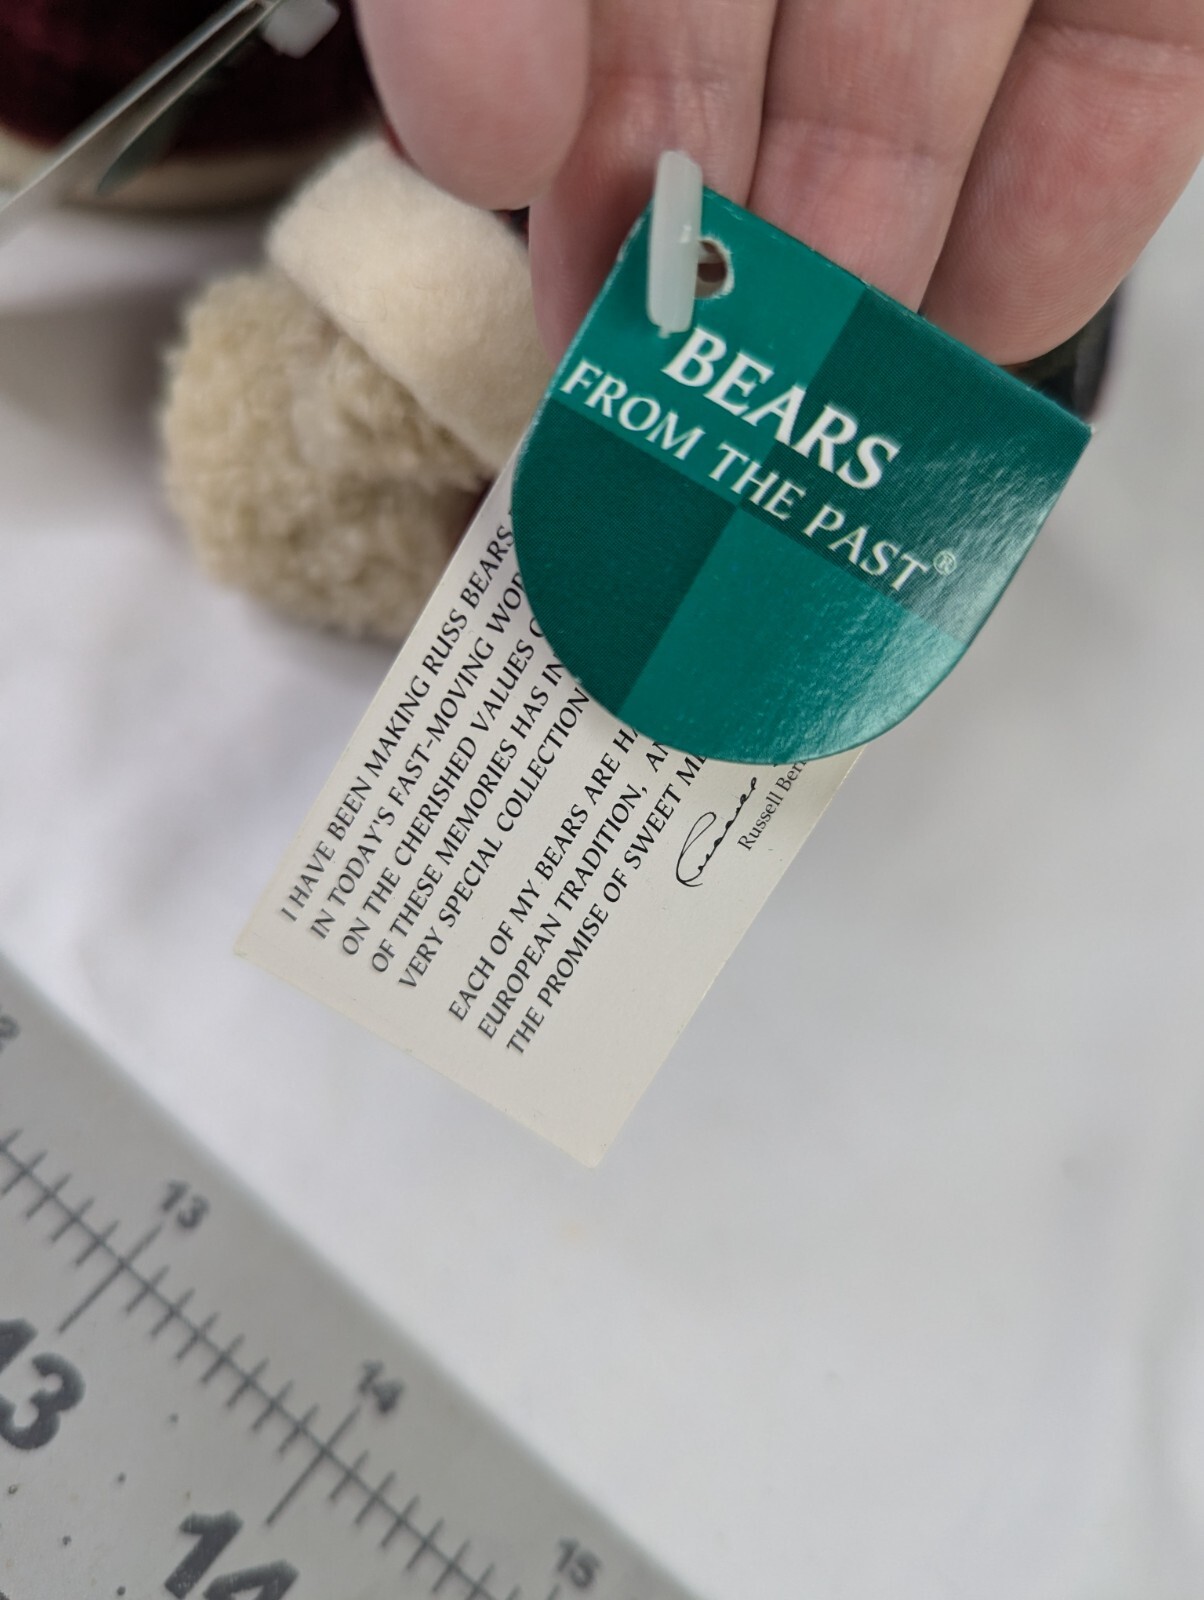 BEARS
FROM THE PAST®
I HAVE BEEN MAKING RUSS BEARS
IN TODAY'S FAST-MOVING
ON THE CHERISHED VALUES
OF THESE MEMORIES HAS
VERY SPECIAL COLLECTION
EACH OF MY BEARS ARE
EUROPEAN TRADITION,
THE PROMISE OF SWEET
Russell
13
14
15
13
14